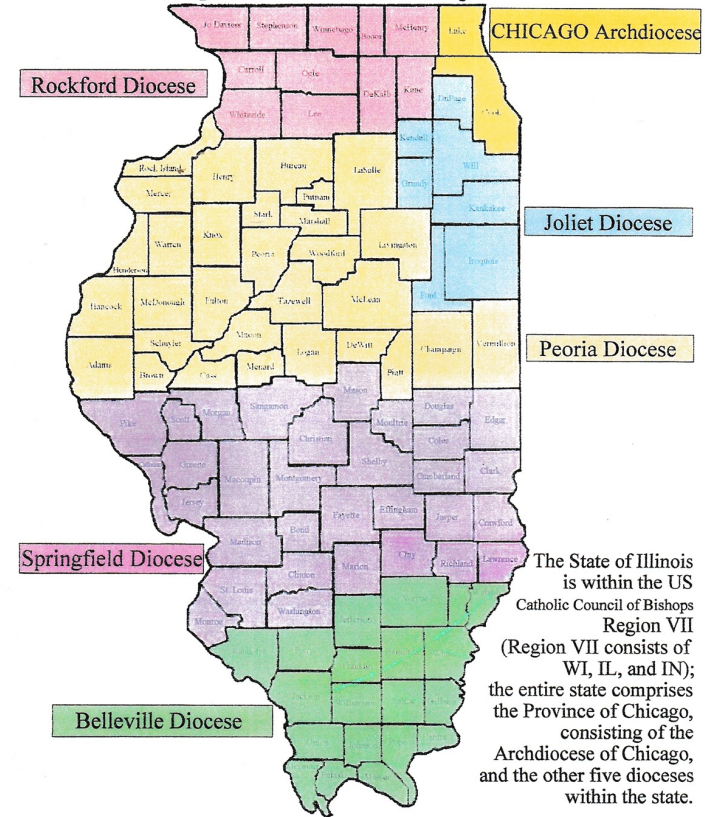 CHICAGO Archdiocese
Jo Daviess
Stephenson
Winnebago
Boone
McHenry
Lake
Rockford Diocese
Carroll
Ogle
DeKalb
Kane
DuPage
Cook
Whiteside
Lee
Kendall
Will
Rock Island
Henry
Bureau
LaSalle
Grundy
Mercer
Putnam
Kankakee
Stark
Marshall
Joliet Diocese
Knox
Warren
Peoria
Woodford
Livingston
Iroquois
Henderson
Ford
Hancock
McDonough
Fulton
Tazewell
McLean
Schuyler
Mason
Logan
DeWitt
Champaign
Vermillion
Peoria Diocese
Adams
Brown
Cass
Menard
Piatt
Mason
Pike
Scott
Morgan
Sangamon
Christian
Moultrie
Douglas
Edgar
Coles
Shelby
Greene
Macoupin
Montgomery
Cumberland
Clark
Jersey
Fayette
Effingham
Jasper
Crawford
Bond
Madison
Springfield Diocese
Clay
Marion
Richland
Lawrence
Clinton
St. Louis
Washington
Monroe
Jefferson
Belleville Diocese
The State of Illinois
is within the US
Catholic Council of Bishops
Region VII
(Region VII consists of
WI, IL, and IN);
the entire state comprises
the Province of Chicago,
consisting of the
Archdiocese of Chicago,
and the other five dioceses
within the state.